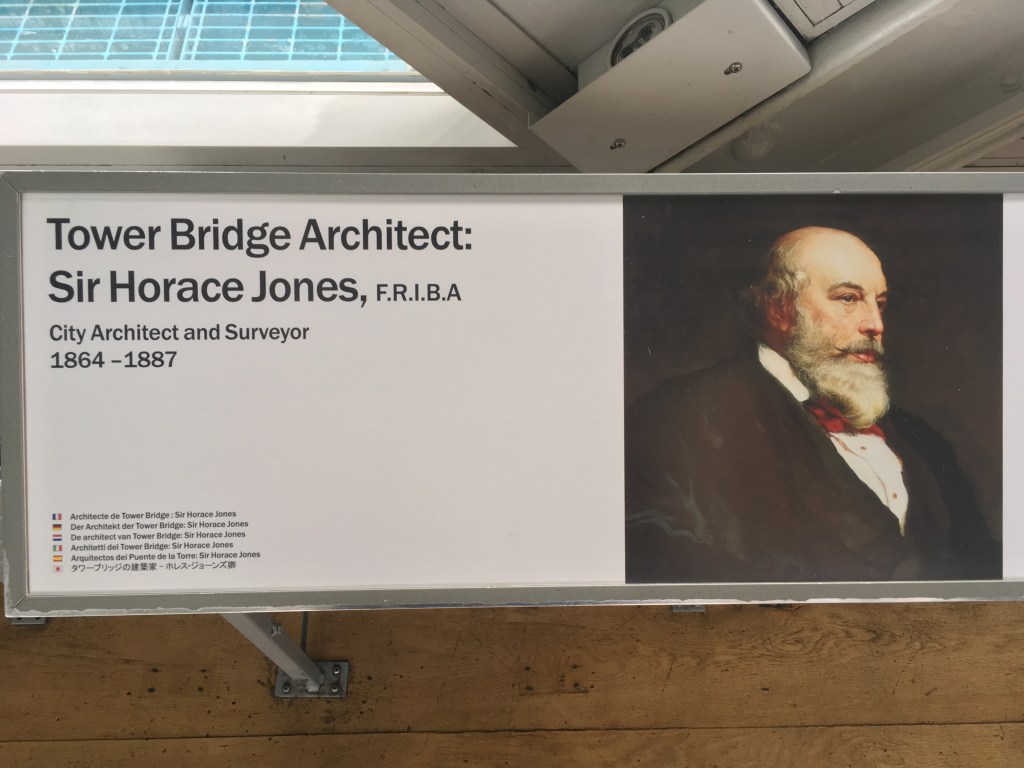 Tower Bridge Architect:
Sir Horace Jones, F.R.I.B.A
City Architect and Surveyor
1864 –1887
Architecte de Tower Bridge : Sir Horace Jones
Der Architekt der Tower Bridge: Sir Horace Jones
De architect van Tower Bridge: Sir Horace Jones
Architetti del Tower Bridge: Sir Horace Jones
Arquitectos del Puente de la Torre: Sir Horace Jones
タワーブリッジの建築家 – ホレス・ジョーンズ卿